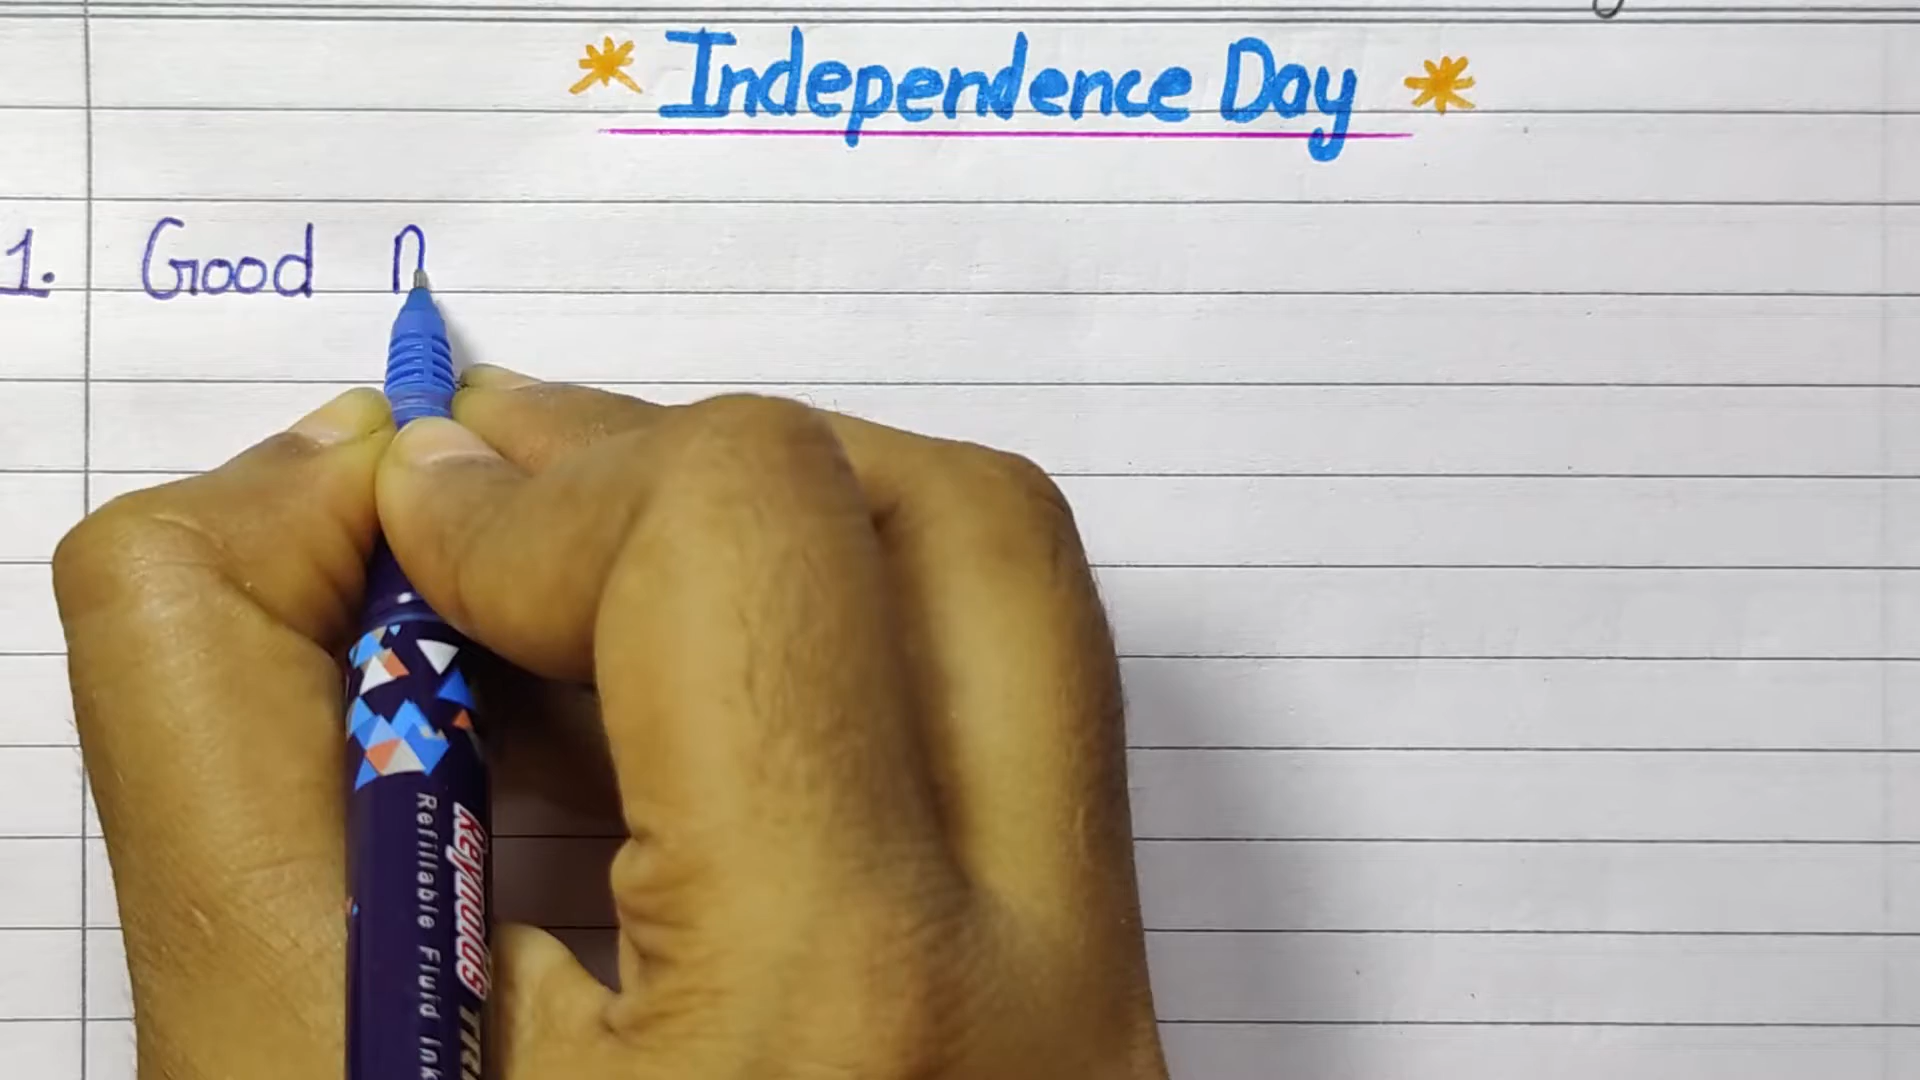 Independence Day
1. Good
Reynolds
Refillable Fluid Ink